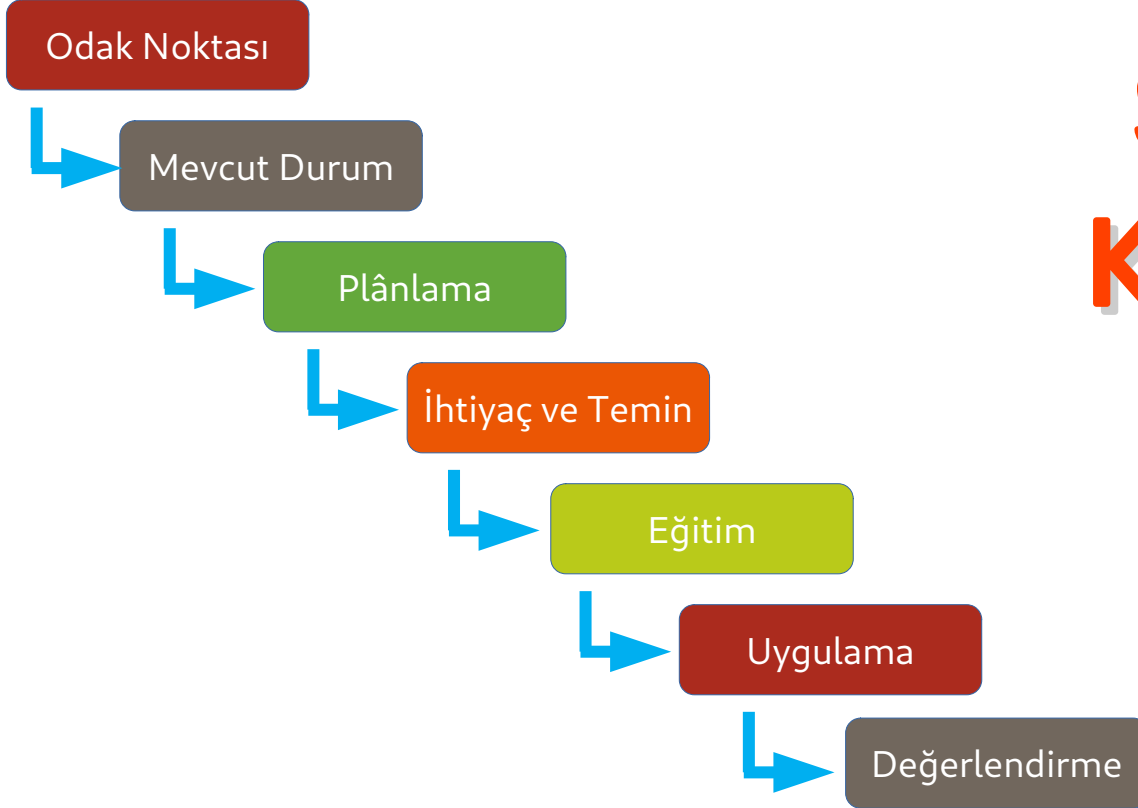 Odak Noktası
Mevcut Durum
Plânlama
İhtiyaç ve Temin
Eğitim
Uygulama
Değerlendirme